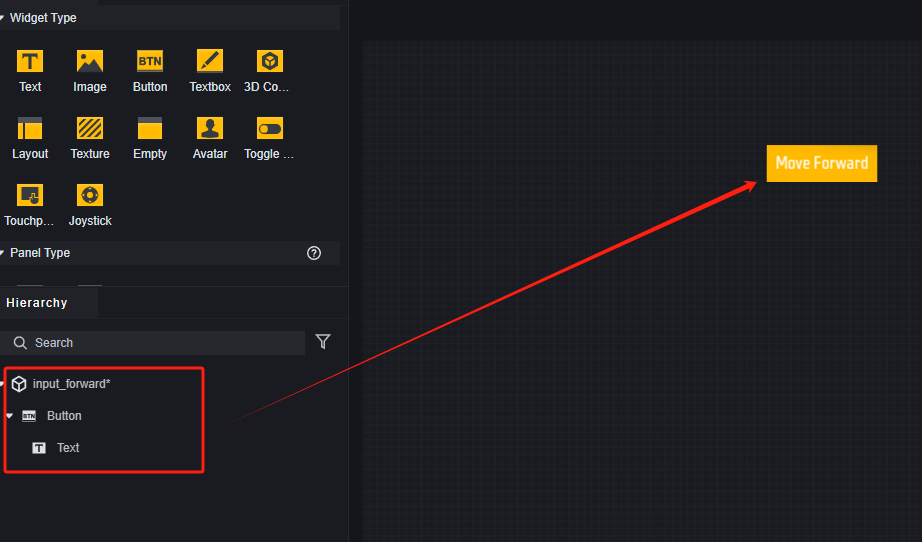 Widget Type
T
BTN
Text
Image
Button
Textbox
3D Co...
Layout
Texture
Empty
Avatar
Toggle ...
Touchp...
Joystick
Panel Type
?
Hierarchy
Search
input_forward*
BTN
Button
T
Text
Move Forward